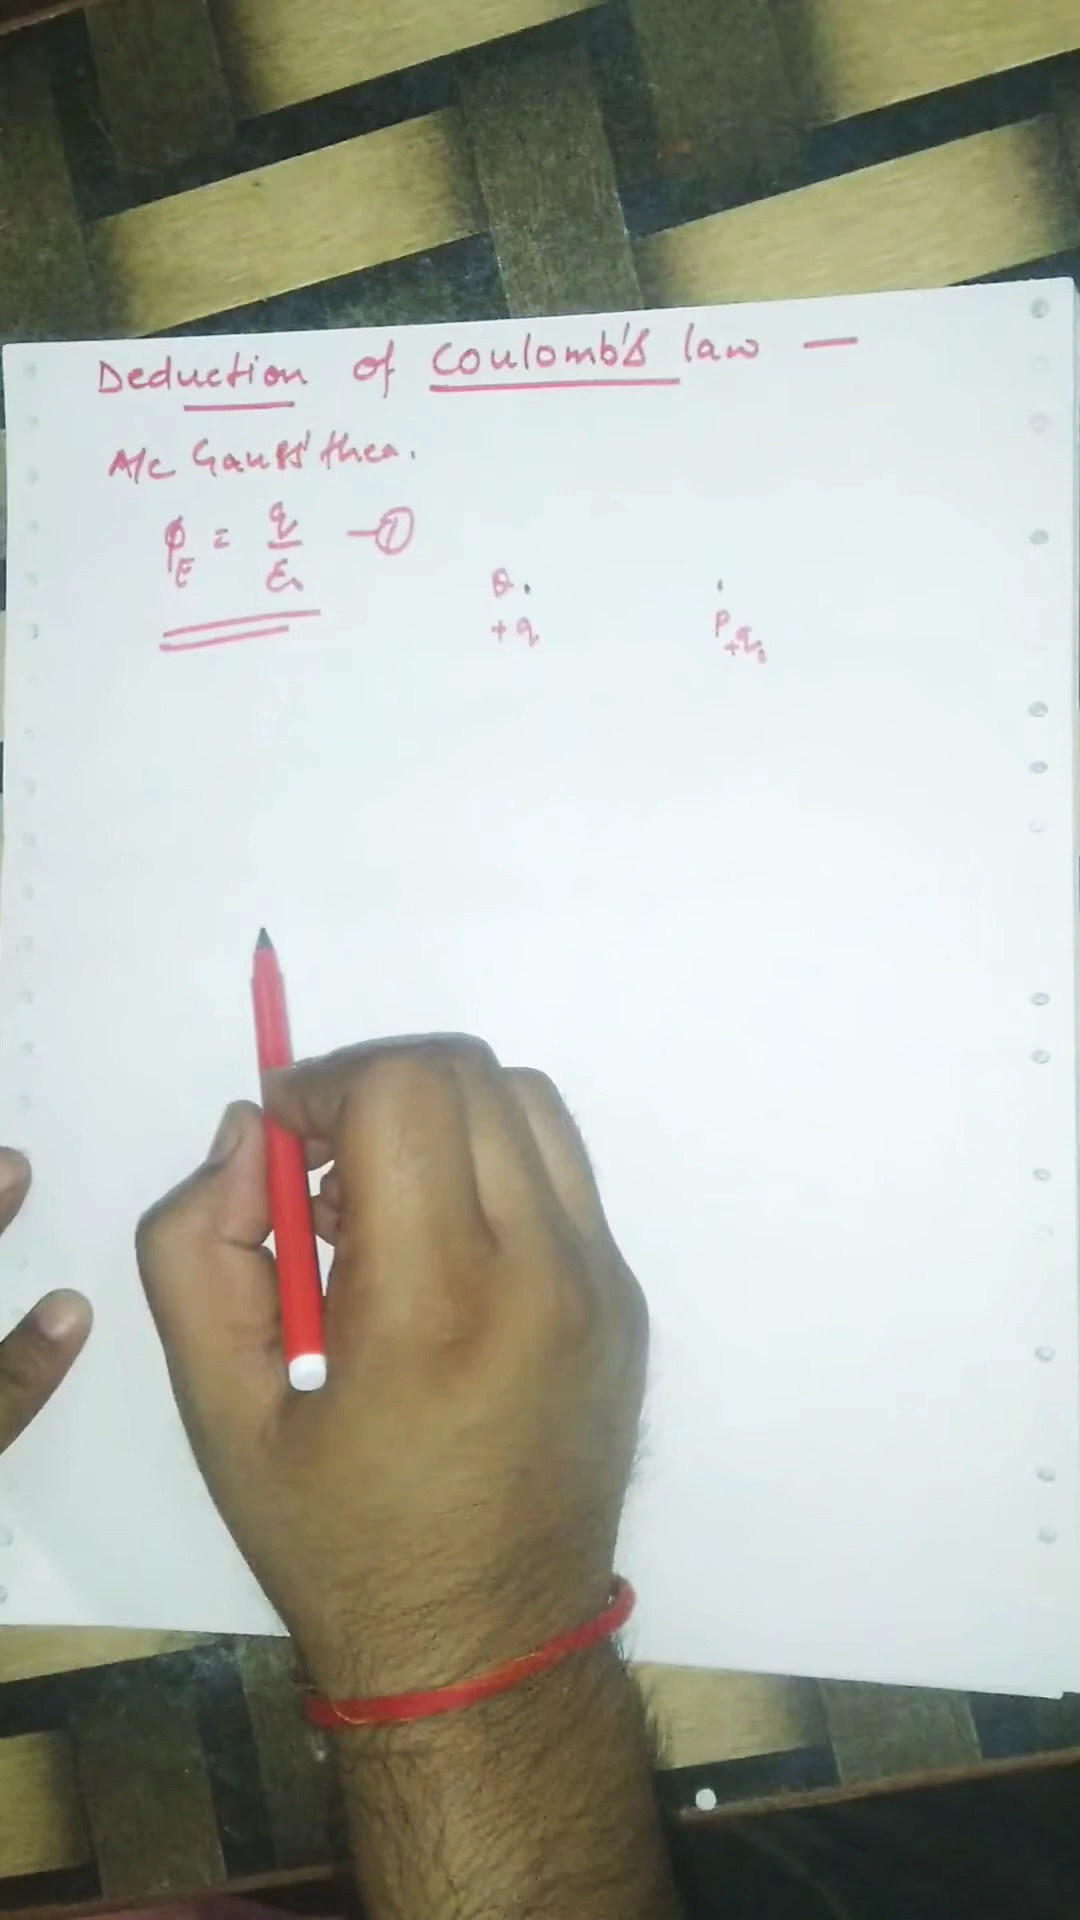 Deduction of Coulomb's law —
A/c Gauss' theo.
ϕE = q/ε₀ —①
O. .
+q P +q₀